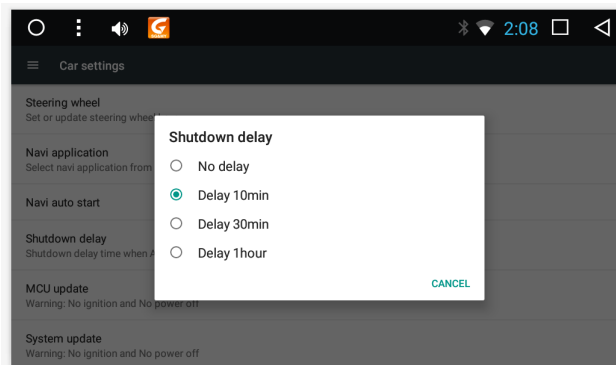 2:08
Car settings
Steering wheel
Set or update steering wheel
Navi application
Select navi application from
Navi auto start
Shutdown delay
Shutdown delay time when
MCU update
Warning: No ignition and No power off
System update
Warning: No ignition and No power off
Shutdown delay
No delay
Delay 10min
Delay 30min
Delay 1hour
CANCEL